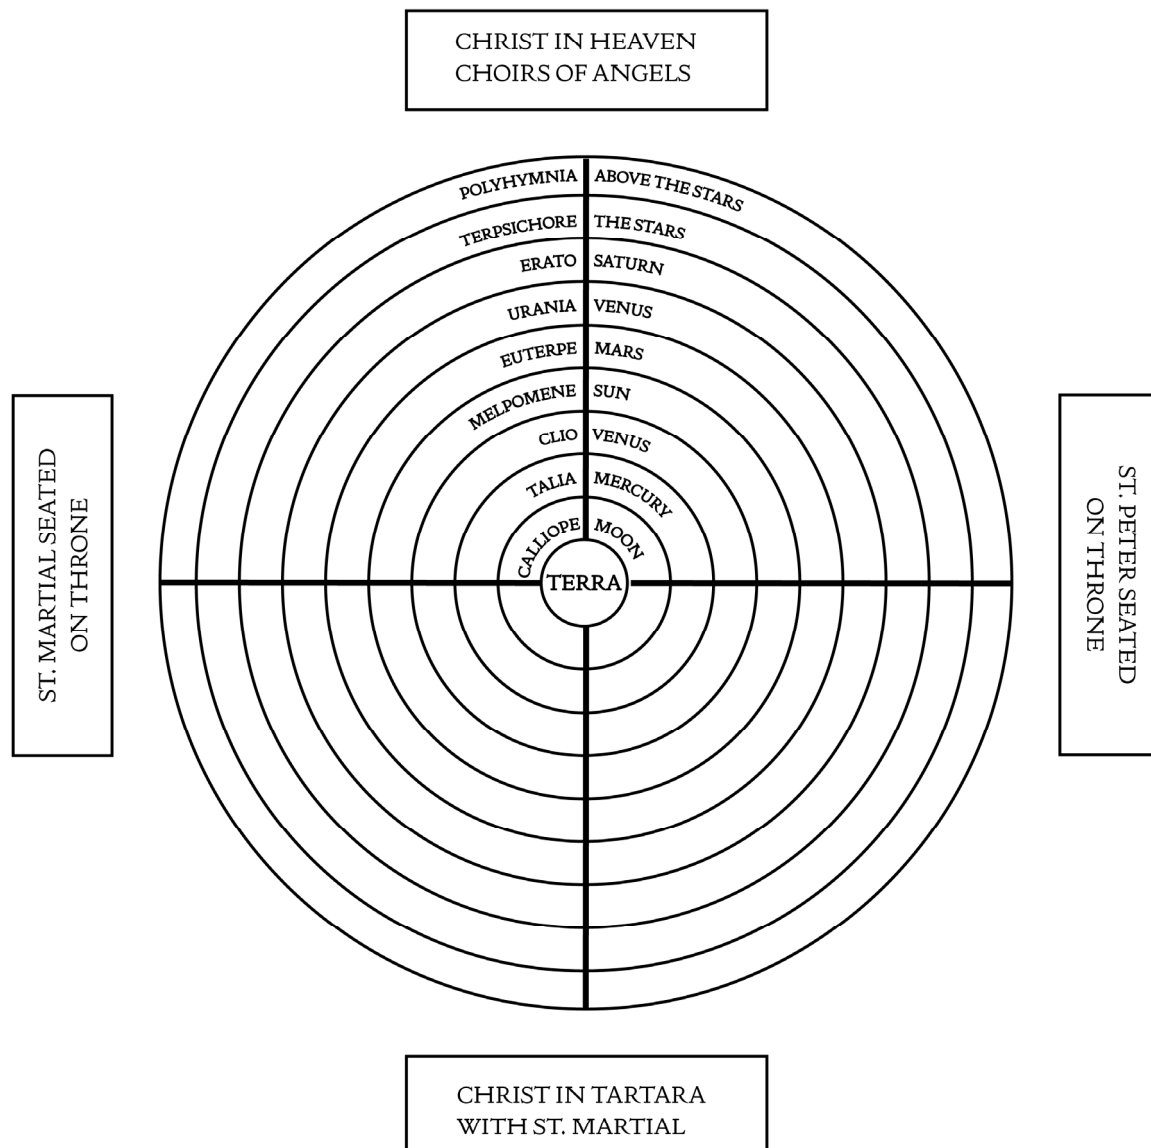 CHRIST IN HEAVEN
CHOIRS OF ANGELS
POLYHYMNIA ABOVE THE STARS
TERPSICHORE THE STARS
ERATO SATURN
URANIA VENUS
EUTERPE MARS
MELPOMENE SUN
CLIO VENUS
TALIA MERCURY
CALLIOPE MOON
TERRA
ST. MARTIAL SEATED
ON THRONE
ST. PETER SEATED
ON THRONE
CHRIST IN TARTARA
WITH ST. MARTIAL